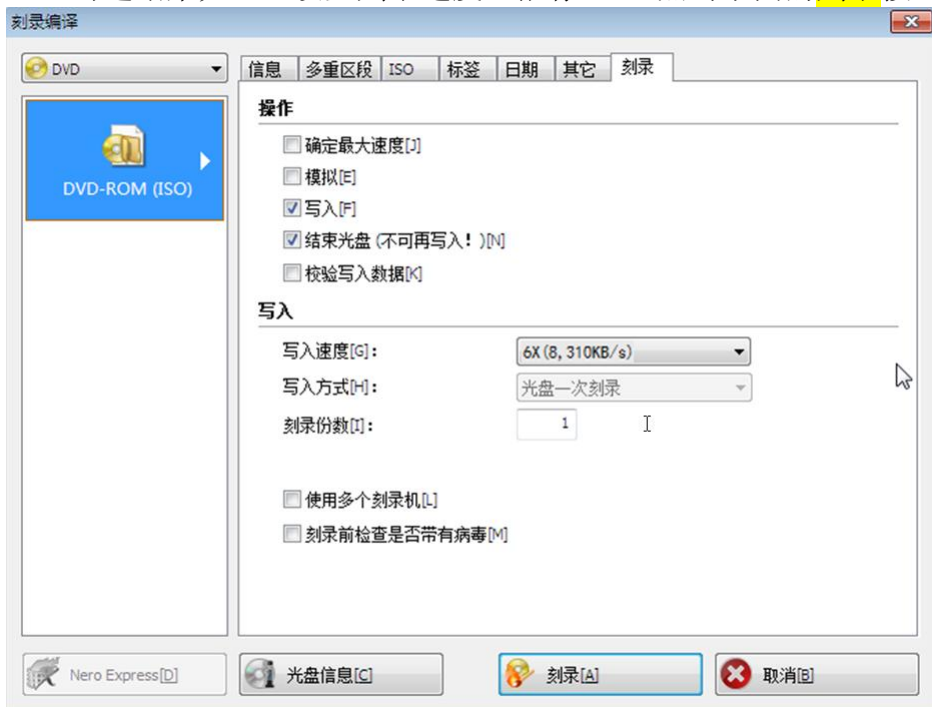 刻录编译
DVD
信息 多重区段 ISO 标签 日期 其它 刻录
DVD-ROM (ISO)
操作
确定最大速度[J]
模拟[E]
写入[F]
结束光盘 (不可再写入! )[N]
校验写入数据[K]
写入
写入速度[G]: 6X(8, 310KB/s)
写入方式[H]: 光盘一次刻录
刻录份数[I]: 1
使用多个刻录机[L]
刻录前检查是否带有病毒[M]
Nero Express[D] 光盘信息[C] 刻录[A] 取消[B]